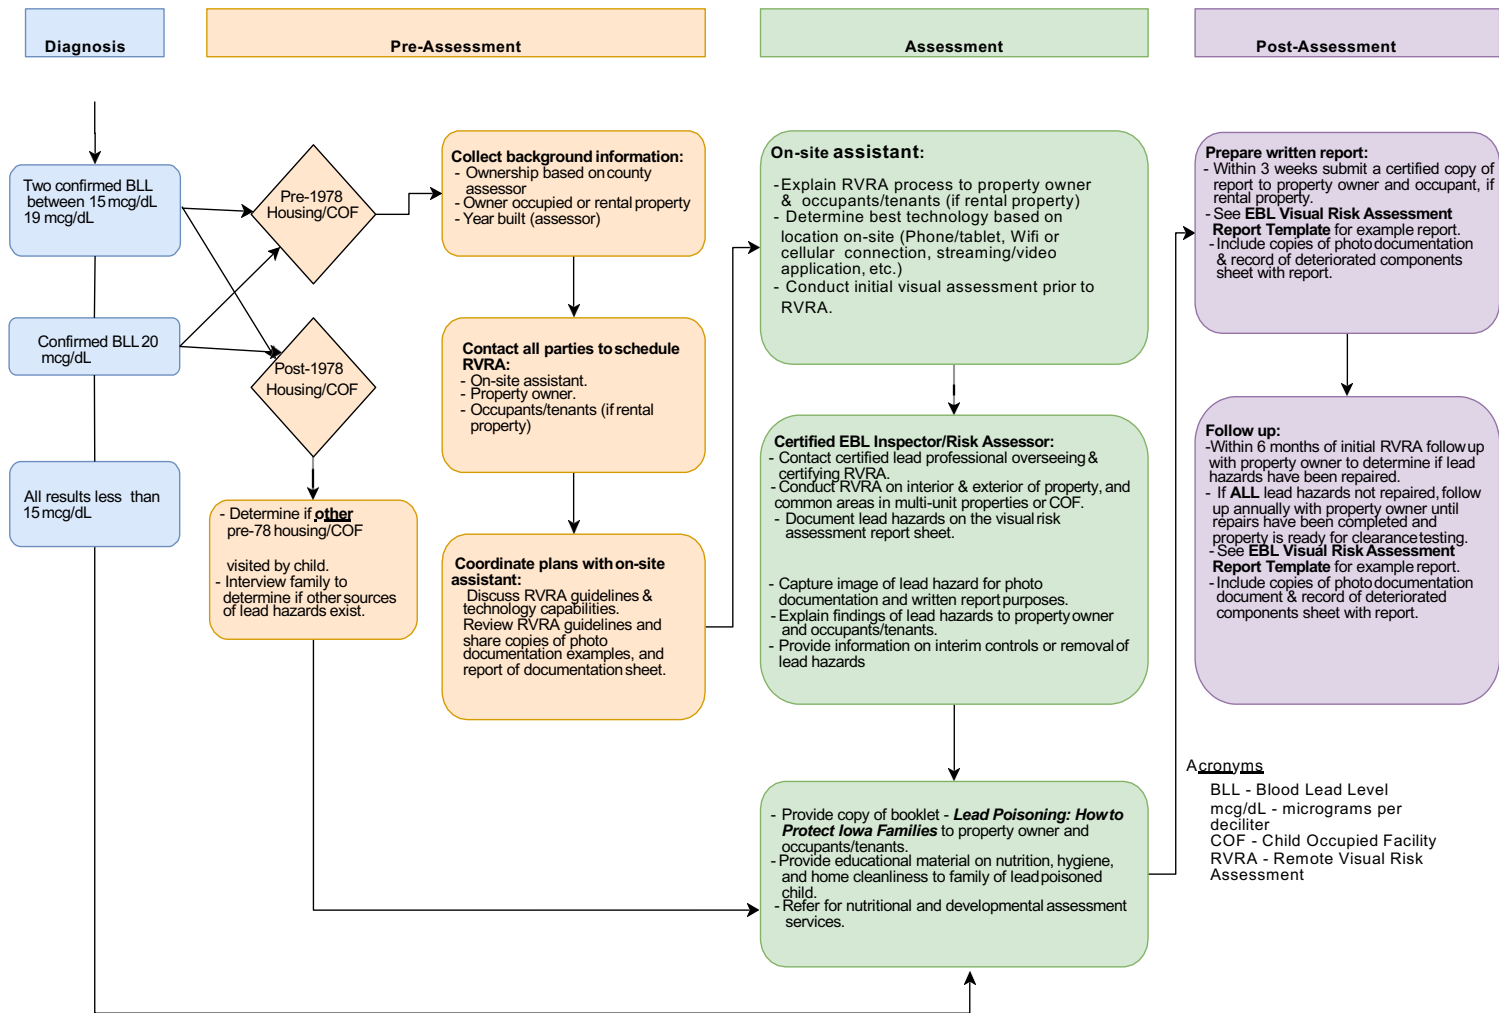 Diagnosis
Pre-Assessment
Assessment
Post-Assessment
Two confirmed BLL
between 15 mcg/dL
19 mcg/dL
Confirmed BLL 20
mcg/dL
All results less than
15 mcg/dL
Pre-1978
Housing/COF
Post-1978
Housing/COF
- Determine if other
pre-78 housing/COF
visited by child.
- Interview family to
determine if other sources
of lead hazards exist.
Collect background information:
- Ownership based on county
assessor
- Owner occupied or rental property
- Year built (assessor)
Contact all parties to schedule
RVRA:
- On-site assistant.
- Property owner.
- Occupants/tenants (if rental
property)
Coordinate plans with on-site
assistant:
Discuss RVRA guidelines &
technology capabilities.
Review RVRA guidelines and
share copies of photo
documentation examples, and
report of documentation sheet.
On-site assistant:
- Explain RVRA process to property owner
& occupants/tenants (if rental property)
- Determine best technology based on
location on-site (Phone/tablet, Wifi or
cellular connection, streaming/video
application, etc.)
- Conduct initial visual assessment prior to
RVRA.
Certified EBL Inspector/Risk Assessor:
- Contact certified lead professional overseeing &
certifying RVRA.
- Conduct RVRA on interior & exterior of property, and
common areas in multi-unit properties or COF.
- Document lead hazards on the visual risk
assessment report sheet.
- Capture image of lead hazard for photo
documentation and written report purposes.
- Explain findings of lead hazards to property owner
and occupants/tenants.
- Provide information on interim controls or removal of
lead hazards
- Provide copy of booklet - Lead Poisoning: How to
Protect Iowa Families to property owner and
occupants/tenants.
- Provide educational material on nutrition, hygiene,
and home cleanliness to family of lead poisoned
child.
- Refer for nutritional and developmental assessment
services.
Prepare written report:
- Within 3 weeks submit a certified copy of
report to property owner and occupant, if
rental property.
- See EBL Visual Risk Assessment
Report Template for example report.
- Include copies of photo documentation
& record of deteriorated components
sheet with report.
Follow up:
-Within 6 months of initial RVRA follow up
with property owner to determine if lead
hazards have been repaired.
- If ALL lead hazards not repaired, follow
up annually with property owner until
repairs have been completed and
property is ready for clearance testing.
- See EBL Visual Risk Assessment
Report Template for example report.
- Include copies of photo documentation
document & record of deteriorated
components sheet with report.
Acronyms
BLL - Blood Lead Level
mcg/dL - micrograms per
deciliter
COF - Child Occupied Facility
RVRA - Remote Visual Risk
Assessment